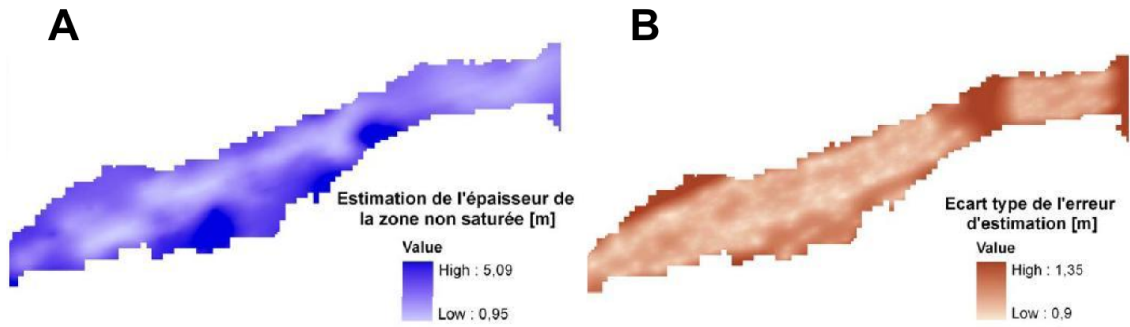 A
B
Estimation de l'épaisseur de
la zone non saturée [m]
Value
High : 5,09
Low : 0,95
Ecart type de l'erreur
d'estimation [m]
Value
High : 1,35
Low : 0,9